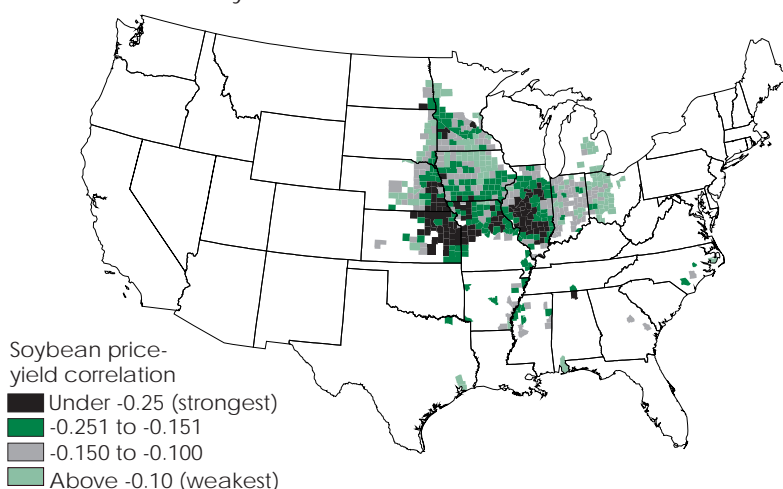 Soybean price-
yield correlation
Under -0.25 (strongest)
-0.251 to -0.151
-0.150 to -0.100
Above -0.10 (weakest)